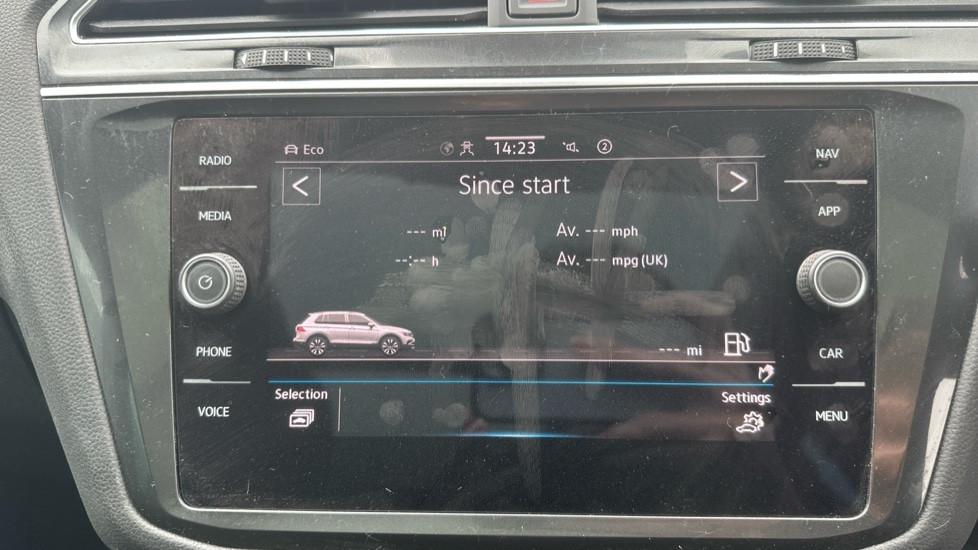 RADIO
MEDIA
PHONE
VOICE
Eco
14:23
2
Since start
--- mi
Av. --- mph
--:-- h
Av. --- mpg (UK)
--- mi
Selection
Settings
NAV
APP
CAR
MENU